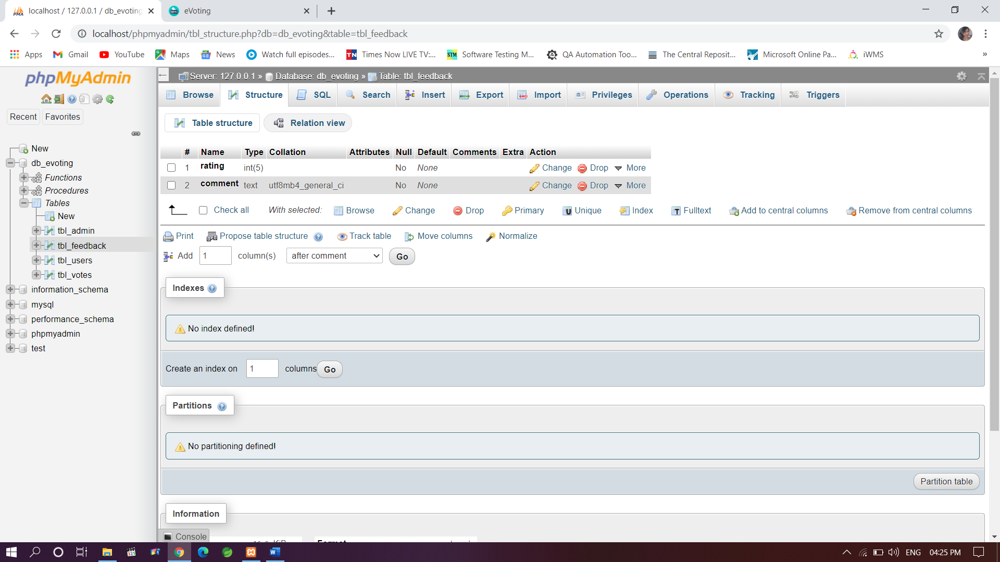 localhost / 127.0.0.1 / db_evoting
eVoting
localhost/phpmyadmin/tbl_structure.php?db=db_evoting&table=tbl_feedback
Apps Gmail YouTube Maps News Watch full episodes... Times Now LIVE TV:... Software Testing M... QA Automation Too... The Central Reposit... Microsoft Online Pa... iWMS »
phpMyAdmin
Recent Favorites
New
db_evoting
Functions
Procedures
Tables
New
tbl_admin
tbl_feedback
tbl_users
tbl_votes
information_schema
mysql
performance_schema
phpmyadmin
test
Server: 127.0.0.1 » Database: db_evoting » Table: tbl_feedback
Browse Structure SQL Search Insert Export Import Privileges Operations Tracking Triggers
Table structure Relation view
# Name Type Collation Attributes Null Default Comments Extra Action
1 rating int(5) No None Change Drop More
2 comment text utf8mb4_general_ci No None Change Drop More
Check all With selected: Browse Change Drop Primary Unique Index Fulltext Add to central columns Remove from central columns
Print Propose table structure Track table Move columns Normalize
Add 1 column(s) after comment Go
Indexes
No index defined!
Create an index on 1 columns Go
Partitions
No partitioning defined!
Partition table
Information
Console
ENG 04:25 PM